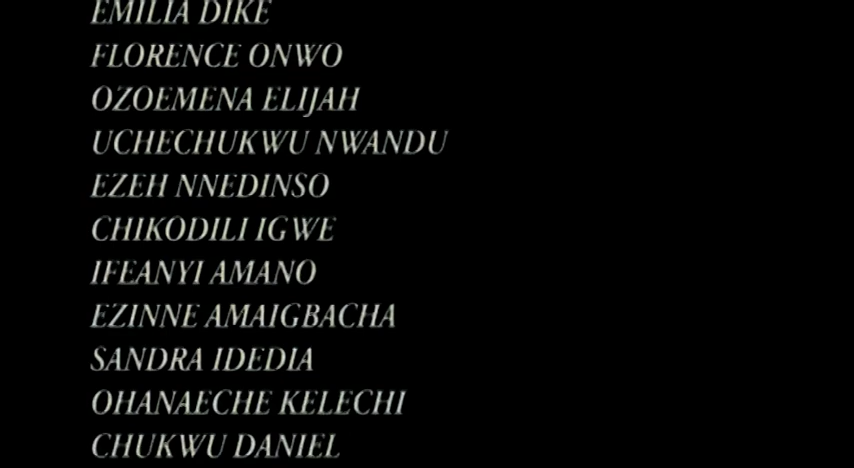 EMILIA DIKE
FLORENCE ONWO
OZOEMENA ELIJAH
UCHECHUKWU NWANDU
EZEH NNEDINSO
CHIKODILI IGWE
IFEANYI AMANO
EZINNE AMAIGBACHA
SANDRA IDEDIA
OHANAECHE KELECHI
CHUKWU DANIEL